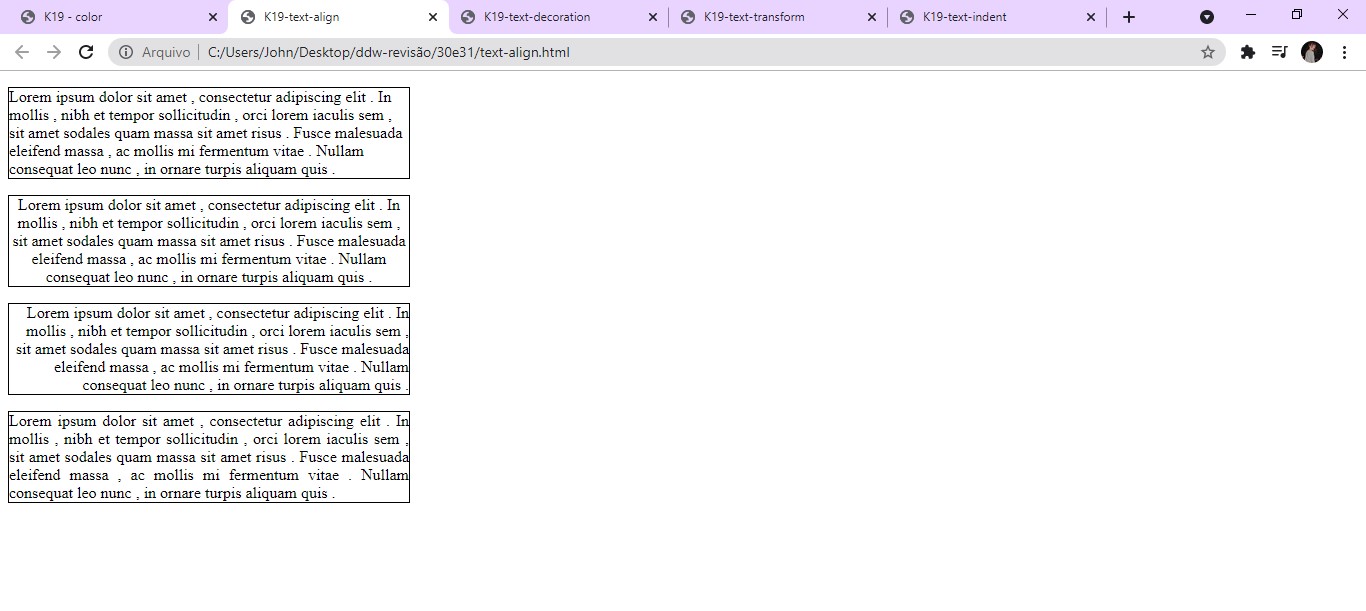 K19 - color
K19-text-align
K19-text-decoration
K19-text-transform
K19-text-indent
Arquivo
C:/Users/John/Desktop/ddw-revisão/30e31/text-align.html
Lorem ipsum dolor sit amet , consectetur adipiscing elit . In
mollis , nibh et tempor sollicitudin , orci lorem iaculis sem ,
sit amet sodales quam massa sit amet risus . Fusce malesuada
eleifend massa , ac mollis mi fermentum vitae . Nullam
consequat leo nunc , in ornare turpis aliquam quis .
Lorem ipsum dolor sit amet , consectetur adipiscing elit . In
mollis , nibh et tempor sollicitudin , orci lorem iaculis sem ,
sit amet sodales quam massa sit amet risus . Fusce malesuada
eleifend massa , ac mollis mi fermentum vitae . Nullam
consequat leo nunc , in ornare turpis aliquam quis .
Lorem ipsum dolor sit amet , consectetur adipiscing elit . In
mollis , nibh et tempor sollicitudin , orci lorem iaculis sem ,
sit amet sodales quam massa sit amet risus . Fusce malesuada
eleifend massa , ac mollis mi fermentum vitae . Nullam
consequat leo nunc , in ornare turpis aliquam quis .
Lorem ipsum dolor sit amet , consectetur adipiscing elit . In
mollis , nibh et tempor sollicitudin , orci lorem iaculis sem ,
sit amet sodales quam massa sit amet risus . Fusce malesuada
eleifend massa , ac mollis mi fermentum vitae . Nullam
consequat leo nunc , in ornare turpis aliquam quis .